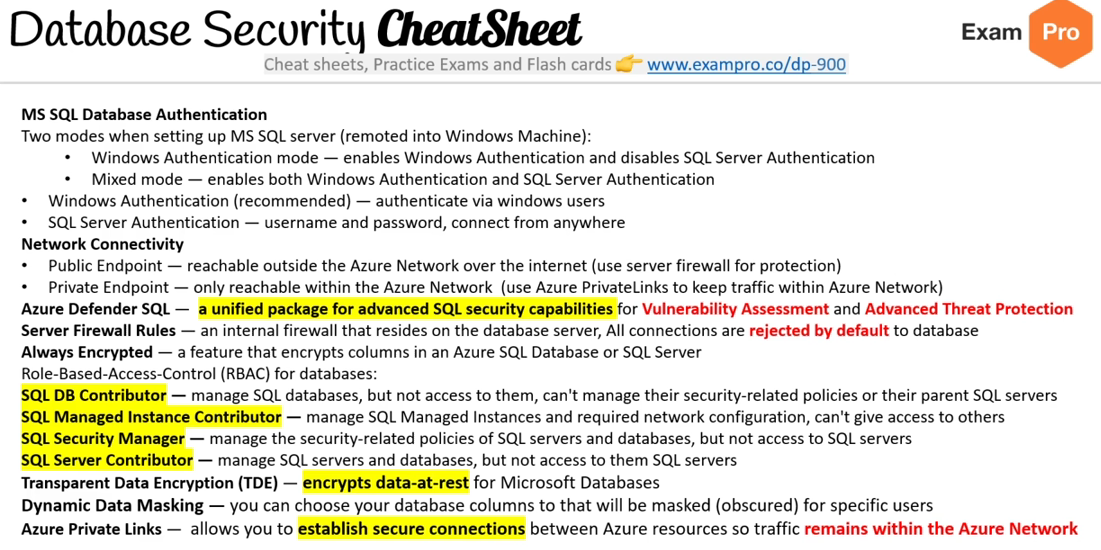 Database Security CheatSheet
Exam Pro
Cheat sheets, Practice Exams and Flash cards 👉 www.exampro.co/dp-900
MS SQL Database Authentication
Two modes when setting up MS SQL server (remoted into Windows Machine):
• Windows Authentication mode — enables Windows Authentication and disables SQL Server Authentication
• Mixed mode — enables both Windows Authentication and SQL Server Authentication
• Windows Authentication (recommended) — authenticate via windows users
• SQL Server Authentication — username and password, connect from anywhere
Network Connectivity
• Public Endpoint — reachable outside the Azure Network over the internet (use server firewall for protection)
• Private Endpoint — only reachable within the Azure Network (use Azure PrivateLinks to keep traffic within Azure Network)
Azure Defender SQL — a unified package for advanced SQL security capabilities for Vulnerability Assessment and Advanced Threat Protection
Server Firewall Rules — an internal firewall that resides on the database server, All connections are rejected by default to database
Always Encrypted — a feature that encrypts columns in an Azure SQL Database or SQL Server
Role-Based-Access-Control (RBAC) for databases:
SQL DB Contributor — manage SQL databases, but not access to them, can't manage their security-related policies or their parent SQL servers
SQL Managed Instance Contributor — manage SQL Managed Instances and required network configuration, can't give access to others
SQL Security Manager — manage the security-related policies of SQL servers and databases, but not access to SQL servers
SQL Server Contributor — manage SQL servers and databases, but not access to them SQL servers
Transparent Data Encryption (TDE) — encrypts data-at-rest for Microsoft Databases
Dynamic Data Masking — you can choose your database columns to that will be masked (obscured) for specific users
Azure Private Links — allows you to establish secure connections between Azure resources so traffic remains within the Azure Network